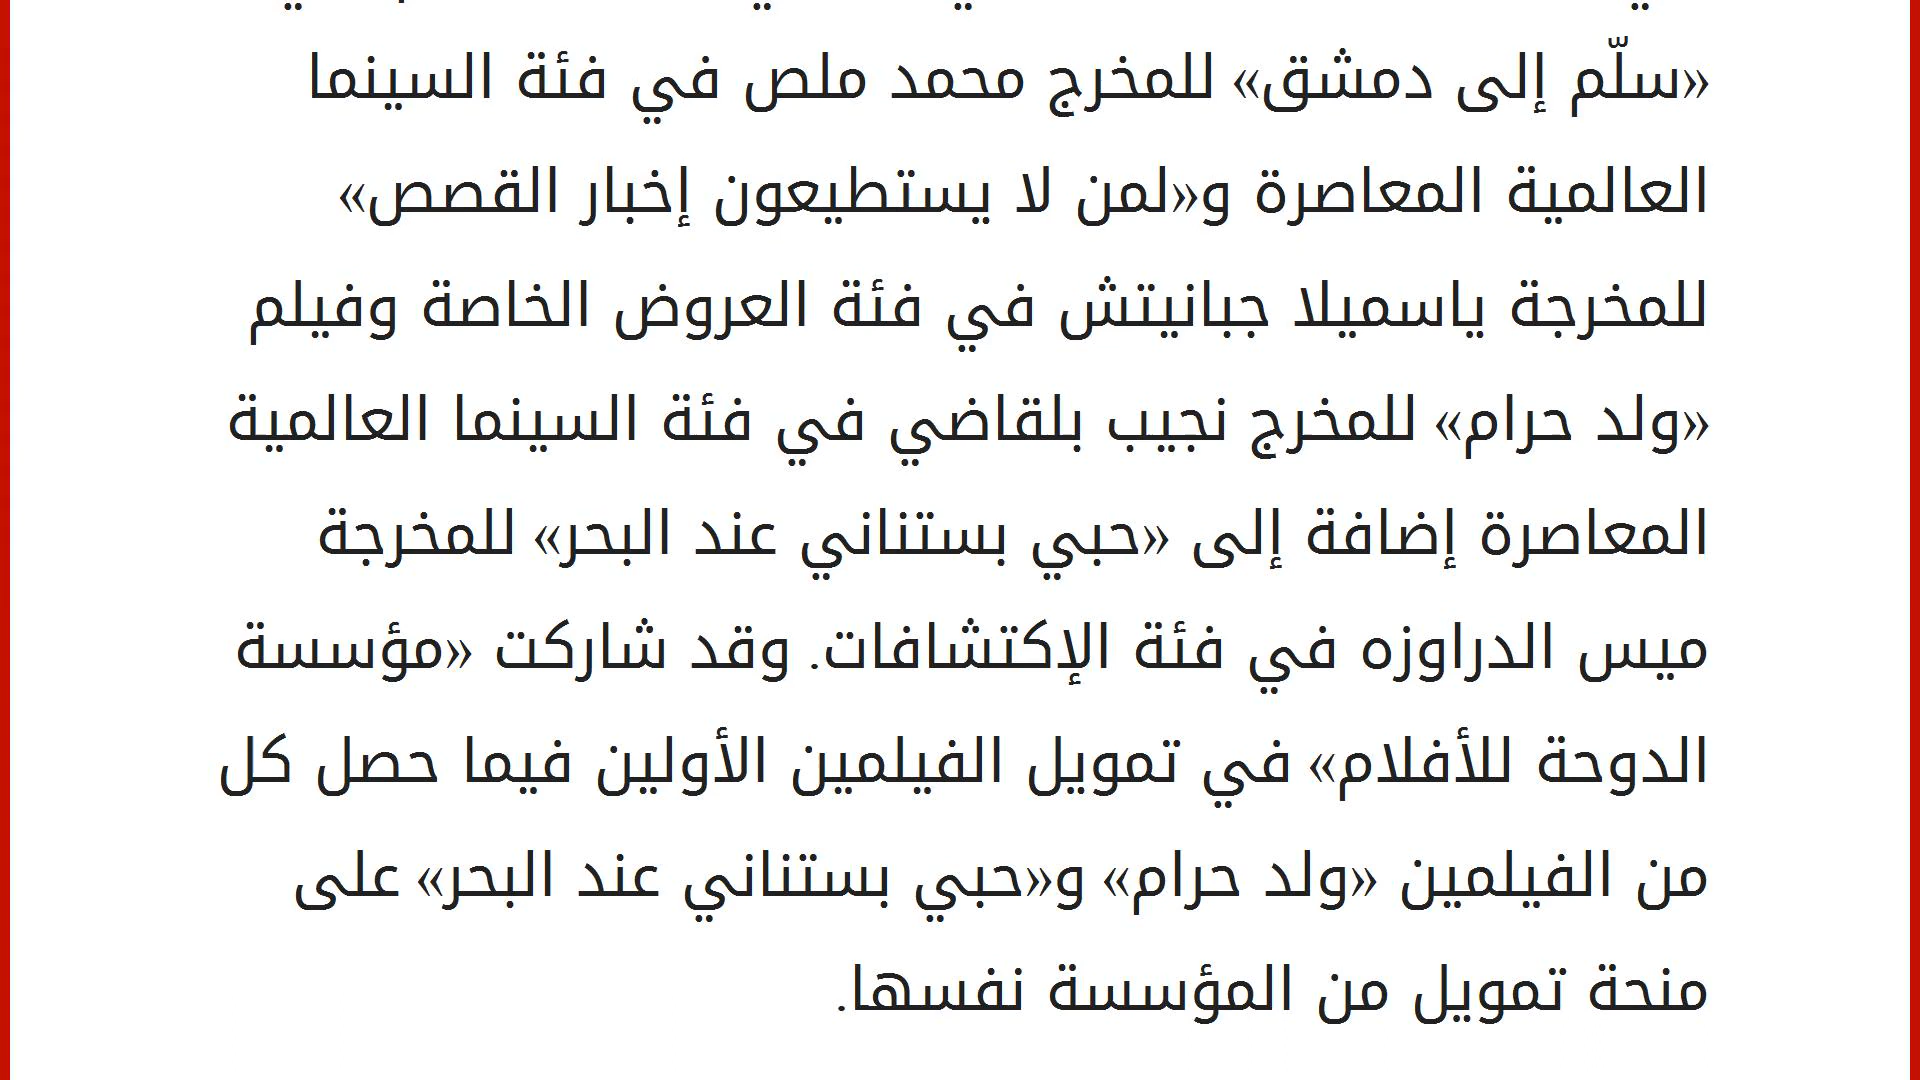 «سلّم إلى دمشق» للمخرج محمد ملص في فئة السينما
العالمية المعاصرة و«لمن لا يستطيعون إخبار القصص»
للمخرجة ياسميلا جبانيتش في فئة العروض الخاصة وفيلم
«ولد حرام» للمخرج نجيب بلقاضي في فئة السينما العالمية
المعاصرة إضافة إلى «حبي بستناني عند البحر» للمخرجة
ميس الدراوزه في فئة الإكتشافات. وقد شاركت «مؤسسة
الدوحة للأفلام» في تمويل الفيلمين الأولين فيما حصل كل
من الفيلمين «ولد حرام» و«حبي بستناني عند البحر» على
منحة تمويل من المؤسسة نفسها.